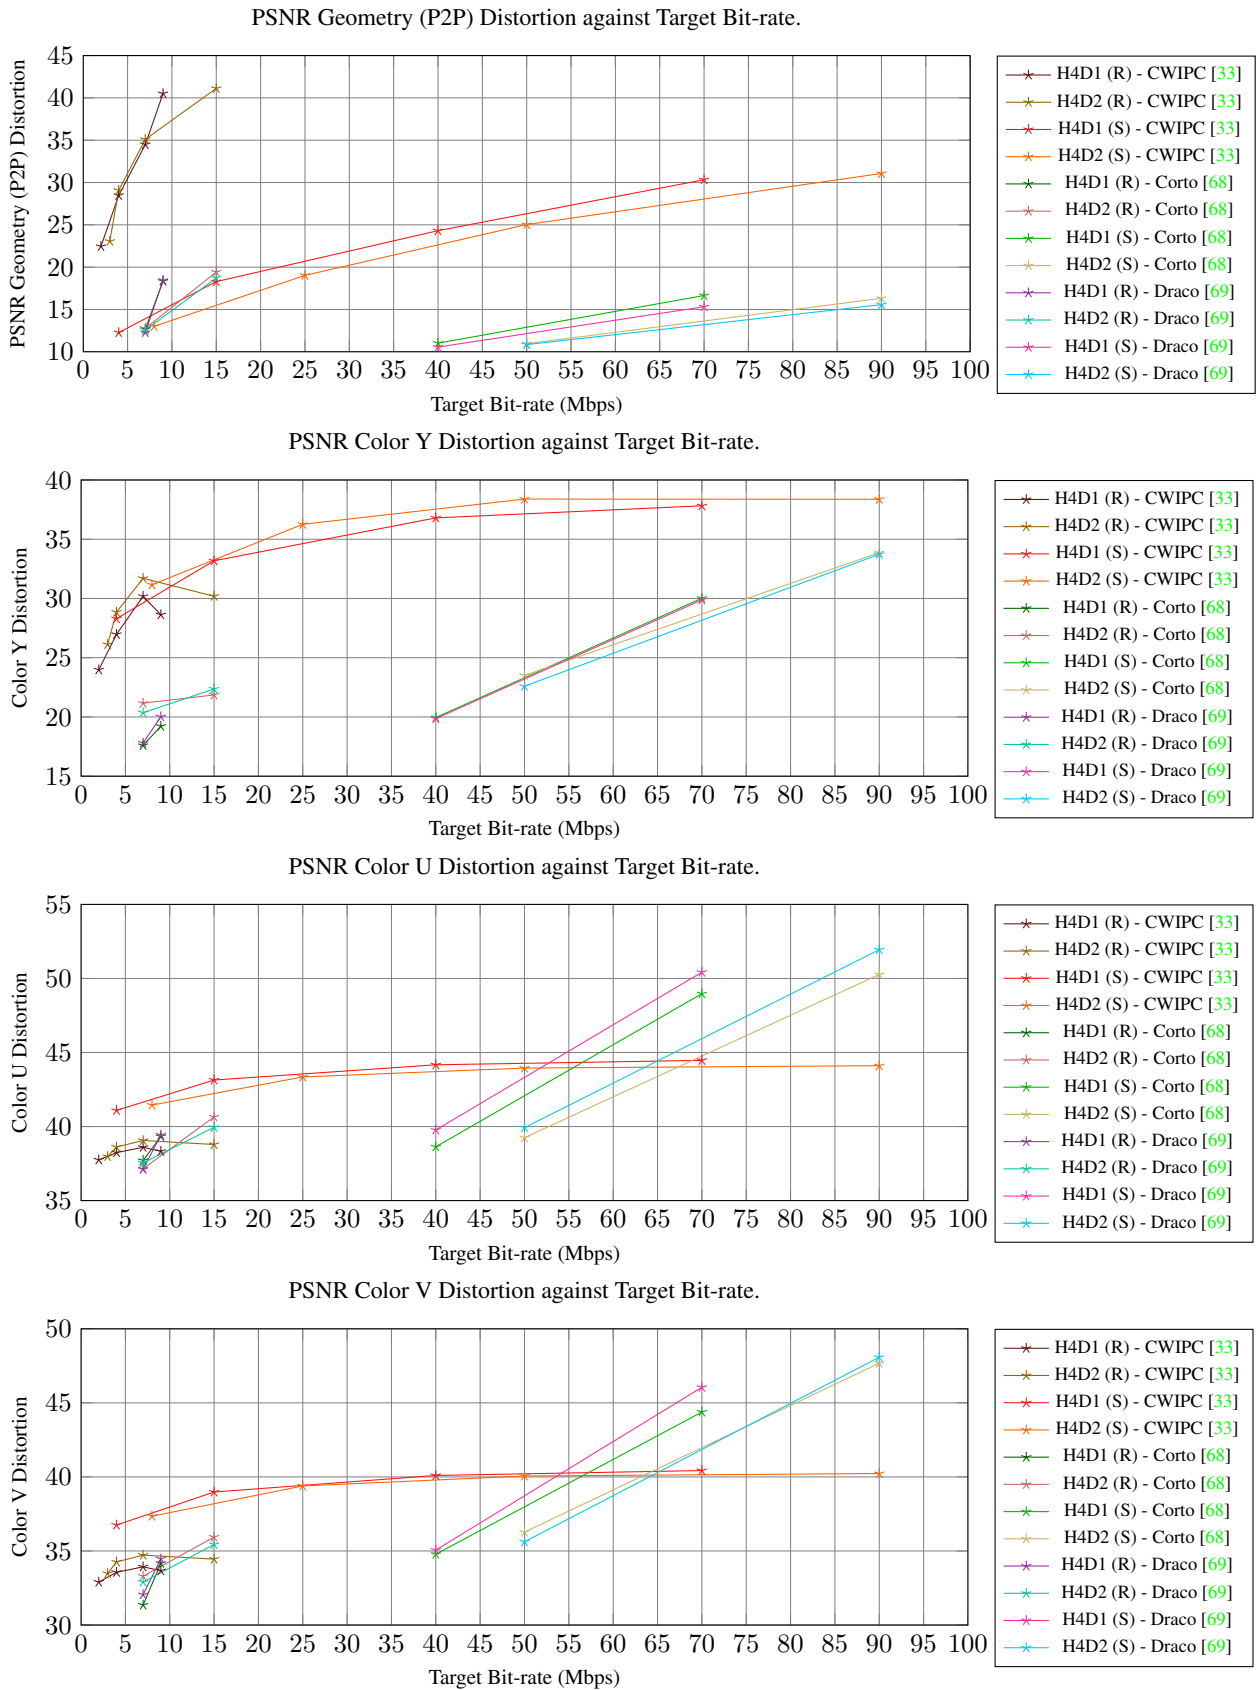 PSNR Geometry (P2P) Distortion against Target Bit-rate.
PSNR Geometry (P2P) Distortion
45
40
35
30
25
20
15
10
0 5 10 15 20 25 30 35 40 45 50 55 60 65 70 75 80 85 90 95 100
Target Bit-rate (Mbps)
H4D1 (R) - CWIPC [33]
H4D2 (R) - CWIPC [33]
H4D1 (S) - CWIPC [33]
H4D2 (S) - CWIPC [33]
H4D1 (R) - Corto [68]
H4D2 (R) - Corto [68]
H4D1 (S) - Corto [68]
H4D2 (S) - Corto [68]
H4D1 (R) - Draco [69]
H4D2 (R) - Draco [69]
H4D1 (S) - Draco [69]
H4D2 (S) - Draco [69]
PSNR Color Y Distortion against Target Bit-rate.
Color Y Distortion
40
35
30
25
20
15
0 5 10 15 20 25 30 35 40 45 50 55 60 65 70 75 80 85 90 95 100
Target Bit-rate (Mbps)
H4D1 (R) - CWIPC [33]
H4D2 (R) - CWIPC [33]
H4D1 (S) - CWIPC [33]
H4D2 (S) - CWIPC [33]
H4D1 (R) - Corto [68]
H4D2 (R) - Corto [68]
H4D1 (S) - Corto [68]
H4D2 (S) - Corto [68]
H4D1 (R) - Draco [69]
H4D2 (R) - Draco [69]
H4D1 (S) - Draco [69]
H4D2 (S) - Draco [69]
PSNR Color U Distortion against Target Bit-rate.
Color U Distortion
55
50
45
40
35
0 5 10 15 20 25 30 35 40 45 50 55 60 65 70 75 80 85 90 95 100
Target Bit-rate (Mbps)
H4D1 (R) - CWIPC [33]
H4D2 (R) - CWIPC [33]
H4D1 (S) - CWIPC [33]
H4D2 (S) - CWIPC [33]
H4D1 (R) - Corto [68]
H4D2 (R) - Corto [68]
H4D1 (S) - Corto [68]
H4D2 (S) - Corto [68]
H4D1 (R) - Draco [69]
H4D2 (R) - Draco [69]
H4D1 (S) - Draco [69]
H4D2 (S) - Draco [69]
PSNR Color V Distortion against Target Bit-rate.
Color V Distortion
50
45
40
35
30
0 5 10 15 20 25 30 35 40 45 50 55 60 65 70 75 80 85 90 95 100
Target Bit-rate (Mbps)
H4D1 (R) - CWIPC [33]
H4D2 (R) - CWIPC [33]
H4D1 (S) - CWIPC [33]
H4D2 (S) - CWIPC [33]
H4D1 (R) - Corto [68]
H4D2 (R) - Corto [68]
H4D1 (S) - Corto [68]
H4D2 (S) - Corto [68]
H4D1 (R) - Draco [69]
H4D2 (R) - Draco [69]
H4D1 (S) - Draco [69]
H4D2 (S) - Draco [69]